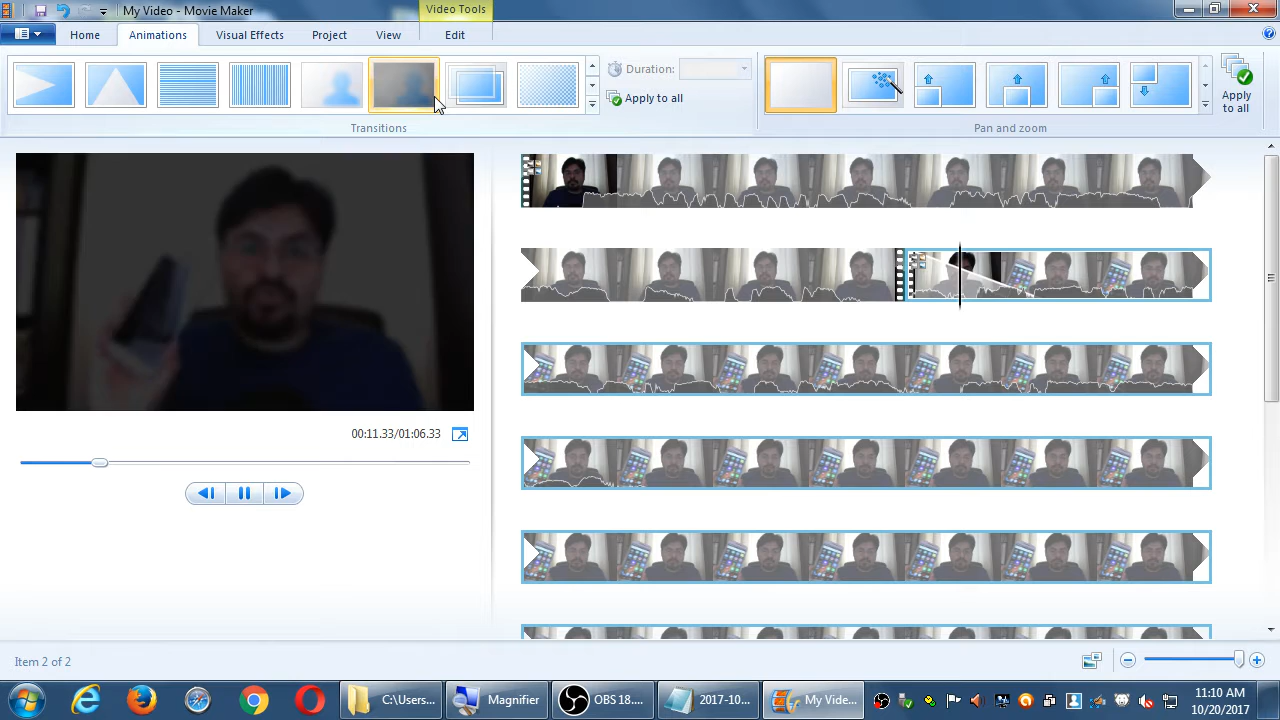 My Video - Movie Maker
Video Tools
Home
Animations
Visual Effects
Project
View
Edit
Duration:
Apply to all
Transitions
Pan and zoom
Apply
to all
00:11.33/01:06.33
Item 2 of 2
C:\Users...
Magnifier
OBS 18....
2017-10...
My Vide...
11:10 AM
10/20/2017